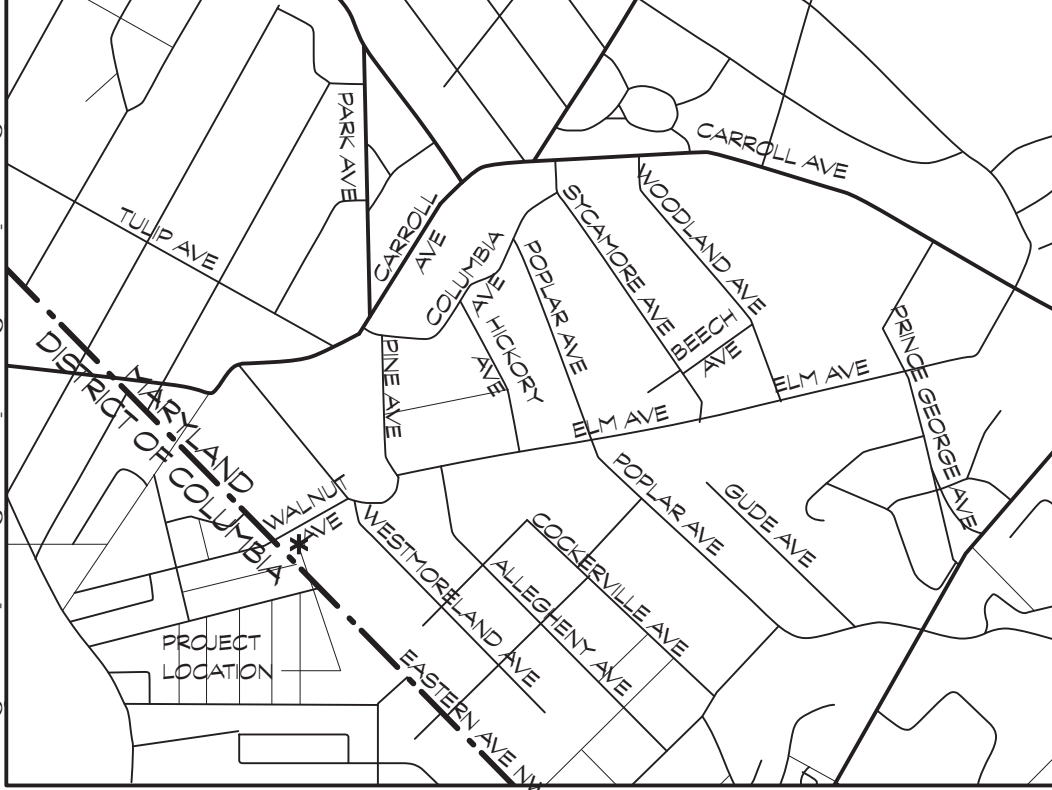 PARK AVE
CARROLL AVE
TULIP AVE
CARROLL
AVE
COLUMBIA
AVE
HICKORY
AVE
POPLAR AVE
SYCAMORE AVE
WOODLAND AVE
BEECH
AVE
PRINCE GEORGE AVE
ELM AVE
ELM AVE
PINE AVE
MARYLAND
DISTRICT OF COLUMBIA
WALNUT
AVE
WESTMORELAND AVE
COCKERVILLE AVE
ALLEGHENY AVE
POPLAR AVE
GUDE AVE
PROJECT
LOCATION
EASTERN AVE NW